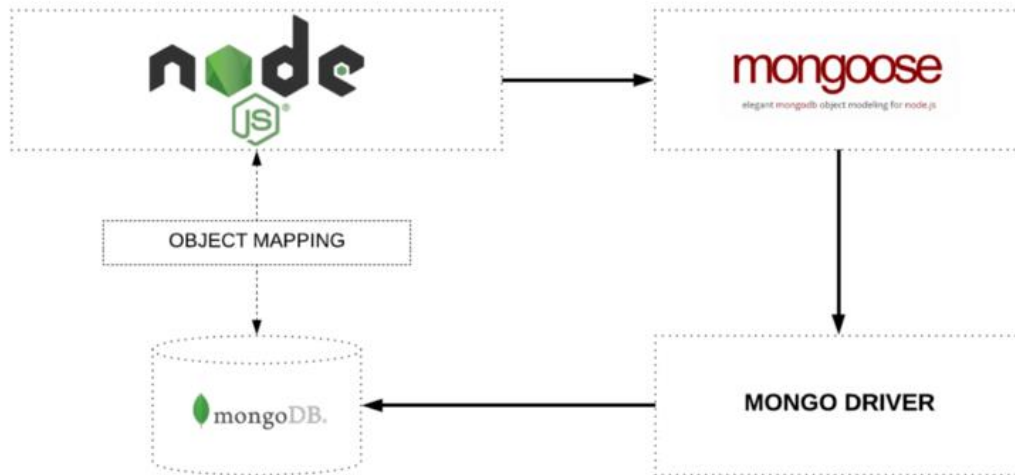 node
JS®
mongoose
elegant mongodb object modeling for node.js
OBJECT MAPPING
mongoDB.
MONGO DRIVER